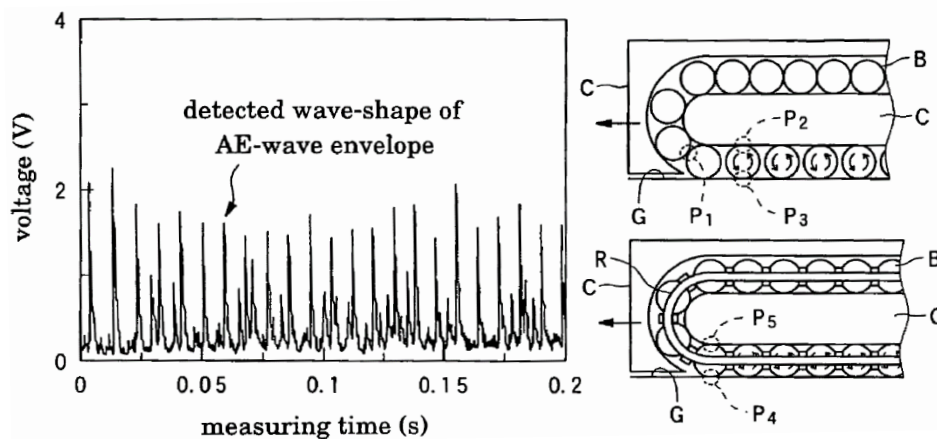 4
voltage (V)
2
0
detected wave-shape of
AE-wave envelope
0
0.05
0.1
0.15
0.2
measuring time (s)
C
B
C
P2
G
P1
P3
R
C
B
C
P5
G
P4